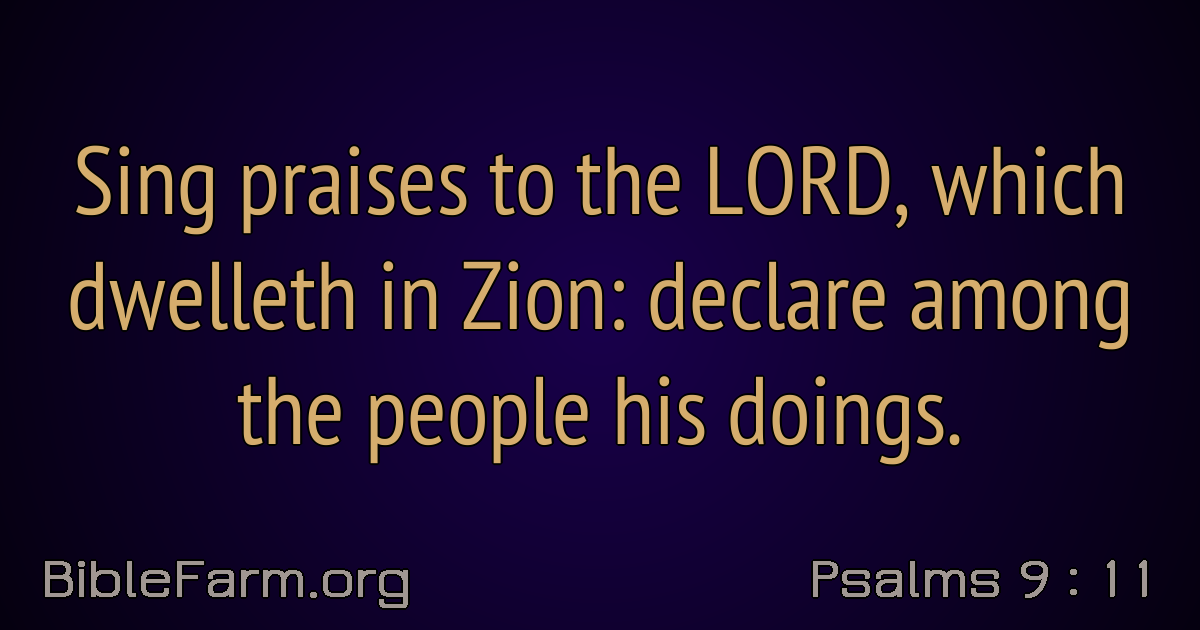 Sing praises to the LORD, which
dwelleth in Zion: declare among
the people his doings.
BibleFarm.org
Psalms 9 : 11